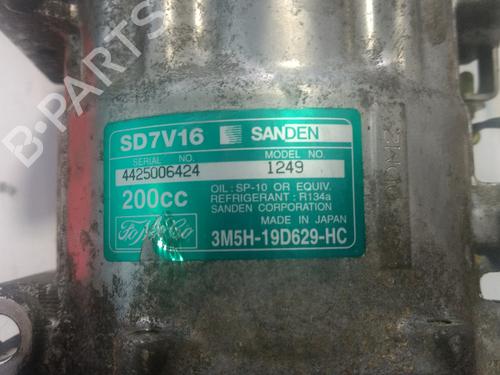 B-PARTS
SD7V16 SANDEN
SERIAL NO. MODEL NO.
4425006424 1249
200cc
OIL : SP-10 OR EQUIV.
REFRIGERANT : R134a
SANDEN CORPORATION
MADE IN JAPAN
FoMoCo 3M5H-19D629-HC